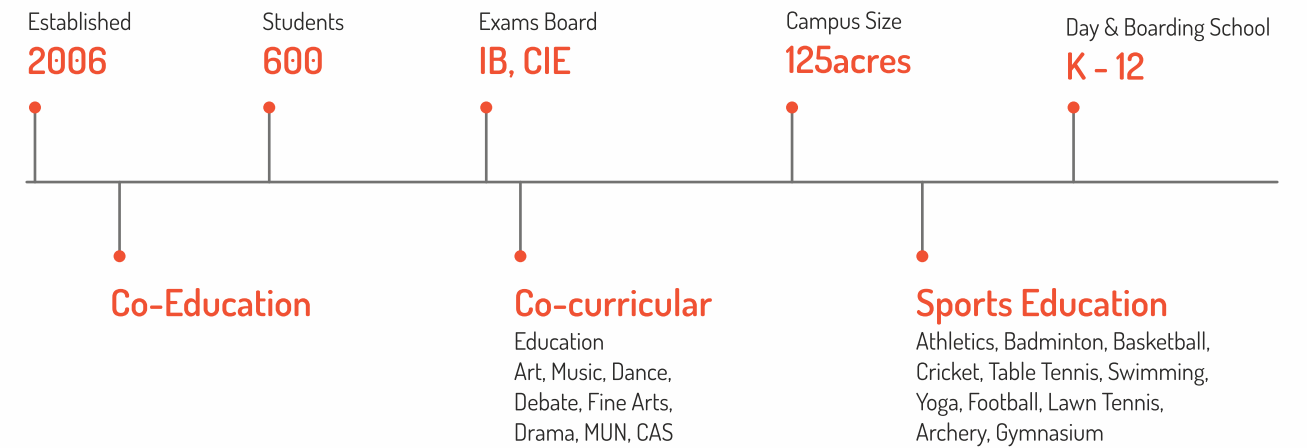 Established
2006
Students
600
Exams Board
IB, CIE
Campus Size
125acres
Day & Boarding School
K - 12
Co-Education
Co-curricular
Education
Art, Music, Dance,
Debate, Fine Arts,
Drama, MUN, CAS
Sports Education
Athletics, Badminton, Basketball,
Cricket, Table Tennis, Swimming,
Yoga, Football, Lawn Tennis,
Archery, Gymnasium